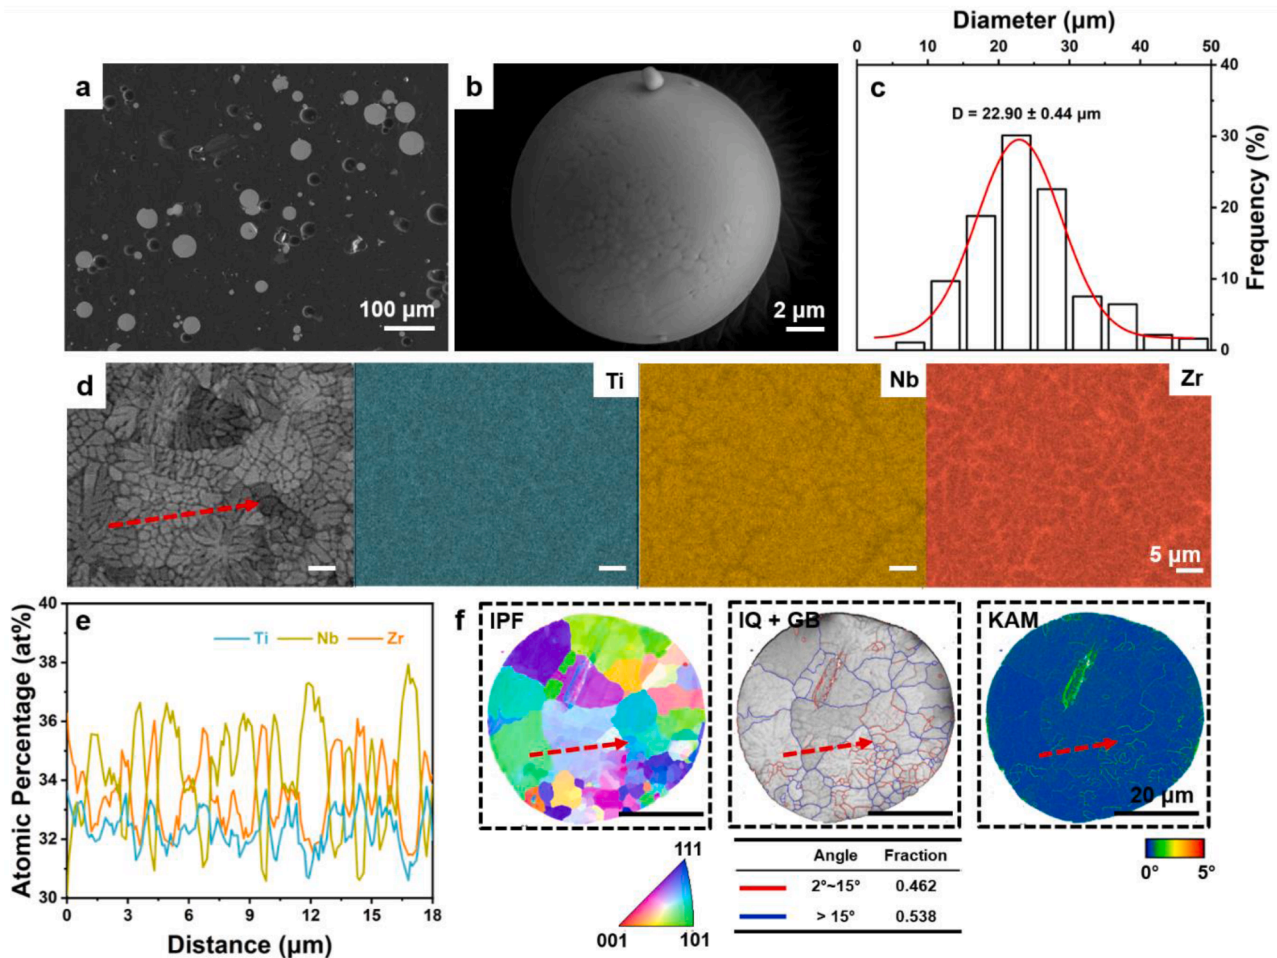 Diameter (μm)
0 10 20 30 40 50
a
100 μm
b
2 μm
c
D = 22.90 ± 0.44 μm
40
30
20
10
0
Frequency (%)
d
Ti
Nb
Zr
5 μm
e
Ti Nb Zr
40
38
36
34
32
30
Atomic Percentage (at%)
0 3 6 9 12 15 18
Distance (μm)
f
IPF
IQ + GB
KAM
20 μm
111
001
101
Angle Fraction
2°~15° 0.462
> 15° 0.538
0° 5°